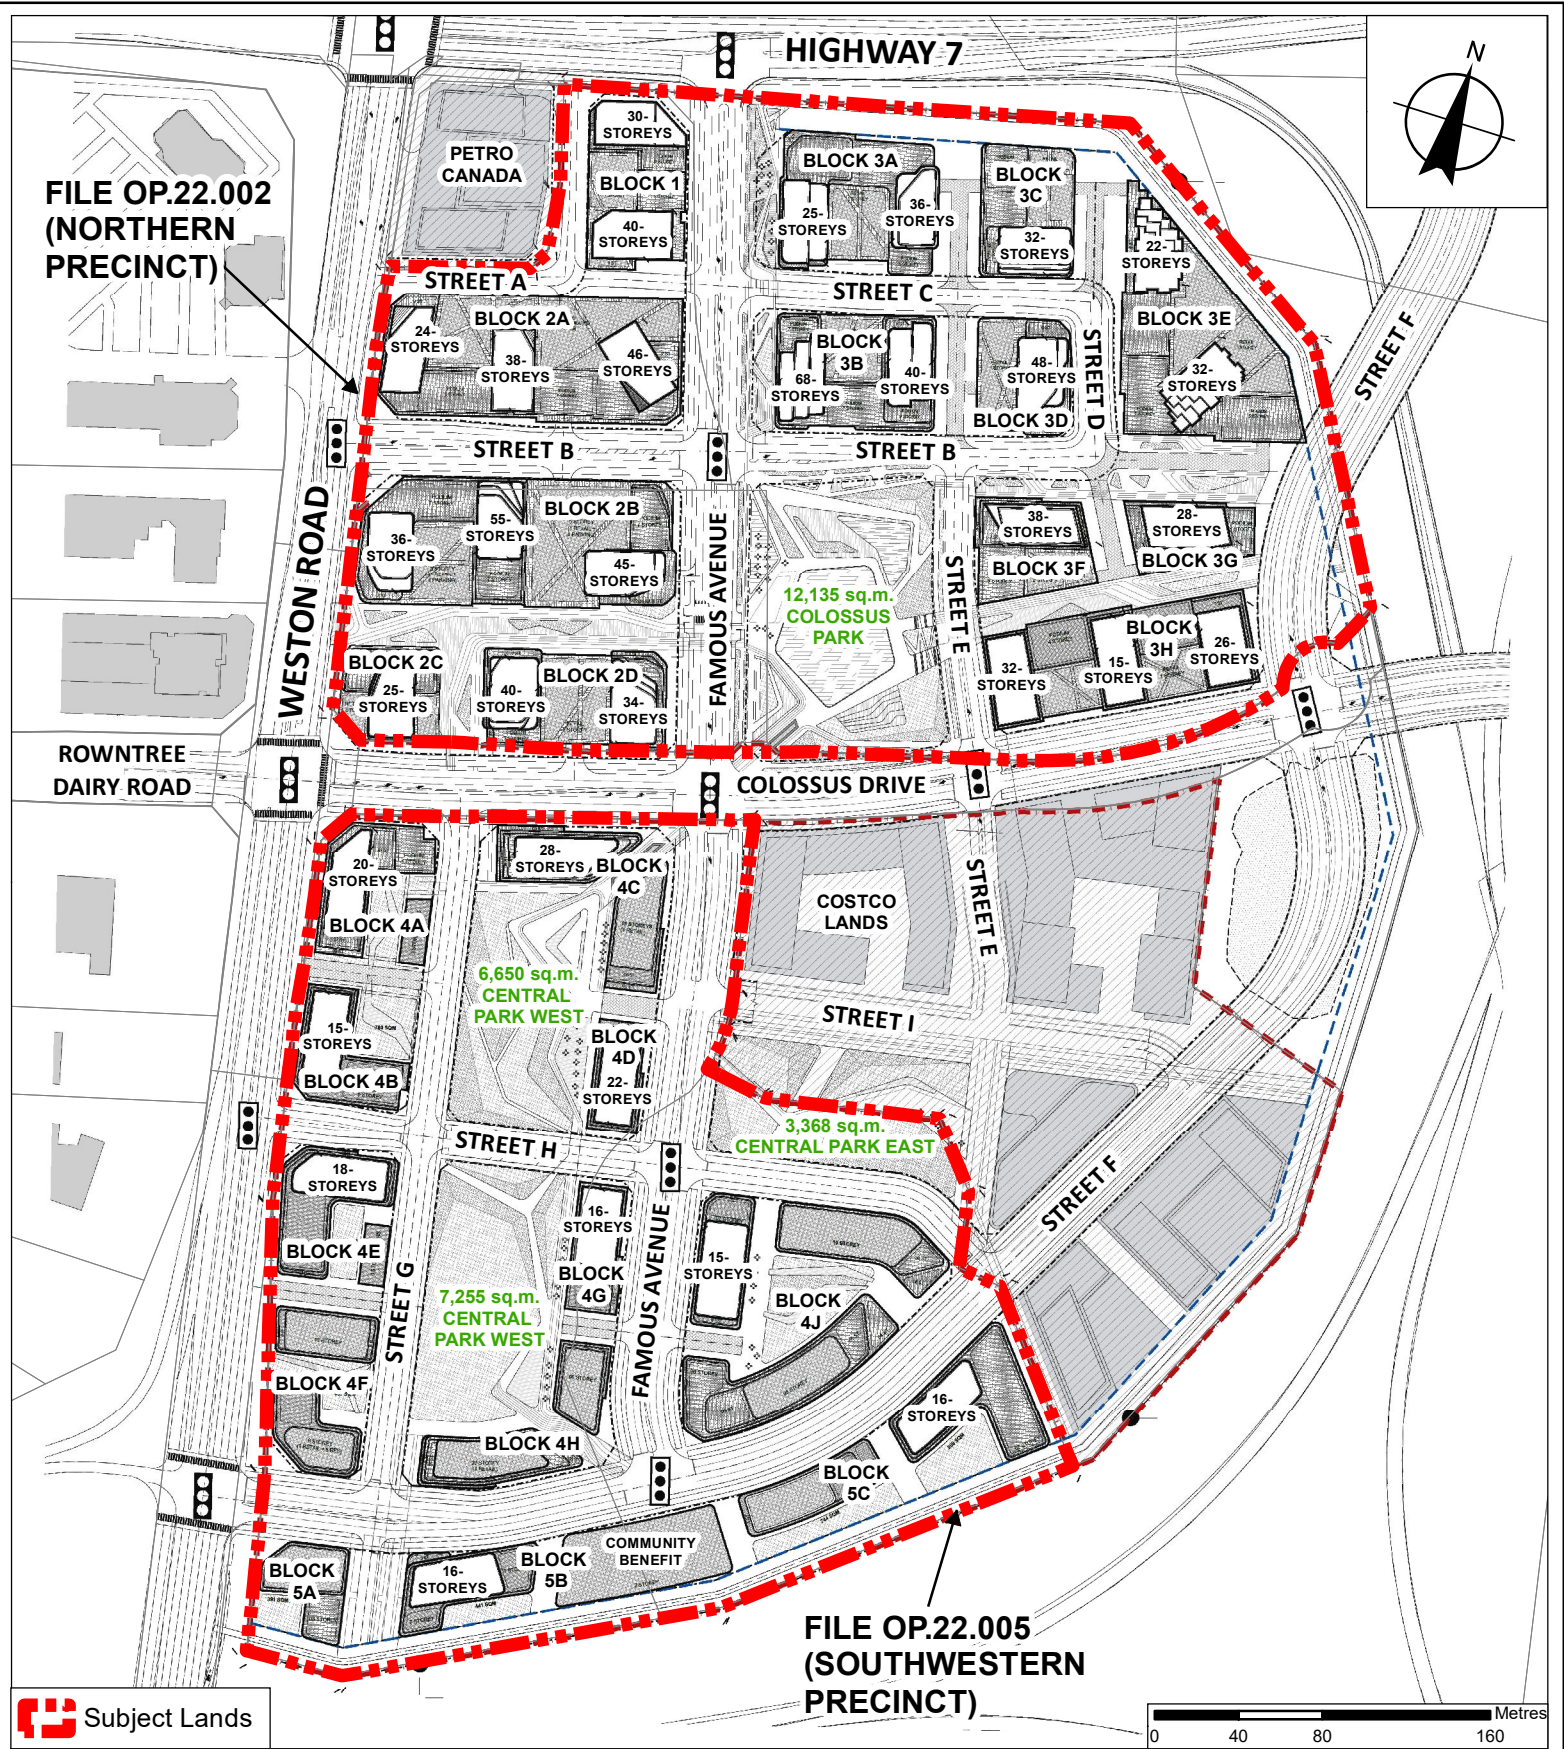 HIGHWAY 7
N
FILE OP.22.002
(NORTHERN
PRECINCT)
PETRO
CANADA
30-
STOREYS
BLOCK 1
40-
STOREYS
BLOCK 3A
25-
STOREYS
36-
STOREYS
BLOCK
3C
32-
STOREYS
22-
STOREYS
BLOCK 3E
32-
STOREYS
STREET A
STREET C
STREET D
STREET F
BLOCK 2A
24-
STOREYS
38-
STOREYS
46-
STOREYS
BLOCK
3B
68-
STOREYS
40-
STOREYS
48-
STOREYS
BLOCK 3D
STREET B
STREET B
WESTON ROAD
BLOCK 2B
36-
STOREYS
55-
STOREYS
45-
STOREYS
FAMOUS AVENUE
12,135 sq.m.
COLOSSUS
PARK
STREET E
38-
STOREYS
BLOCK 3F
28-
STOREYS
BLOCK 3G
BLOCK
3H
32-
STOREYS
15-
STOREYS
26-
STOREYS
BLOCK 2C
25-
STOREYS
BLOCK 2D
40-
STOREYS
34-
STOREYS
ROWNTREE
DAIRY ROAD
COLOSSUS DRIVE
20-
STOREYS
BLOCK 4A
28-
STOREYS
BLOCK
4C
COSTCO
LANDS
STREET E
6,650 sq.m.
CENTRAL
PARK WEST
STREET I
15-
STOREYS
BLOCK 4B
BLOCK
4D
22-
STOREYS
STREET H
3,368 sq.m.
CENTRAL PARK EAST
STREET F
18-
STOREYS
BLOCK 4E
STREET G
16-
STOREYS
BLOCK
4G
FAMOUS AVENUE
15-
STOREYS
BLOCK
4J
7,255 sq.m.
CENTRAL
PARK WEST
BLOCK 4F
BLOCK 4H
16-
STOREYS
BLOCK
5C
BLOCK
5A
16-
STOREYS
BLOCK
5B
COMMUNITY
BENEFIT
FILE OP.22.005
(SOUTHWESTERN
PRECINCT)
Subject Lands
Metres
0 40 80 160